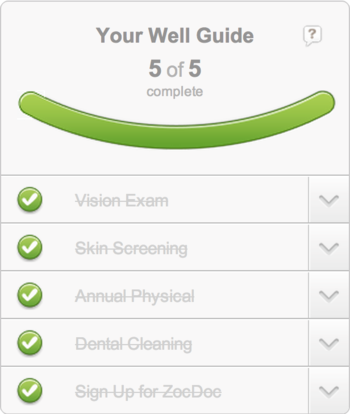 Your Well Guide
?
5 of 5
complete
Vision Exam
Skin Screening
Annual Physical
Dental Cleaning
Sign Up for ZocDoc